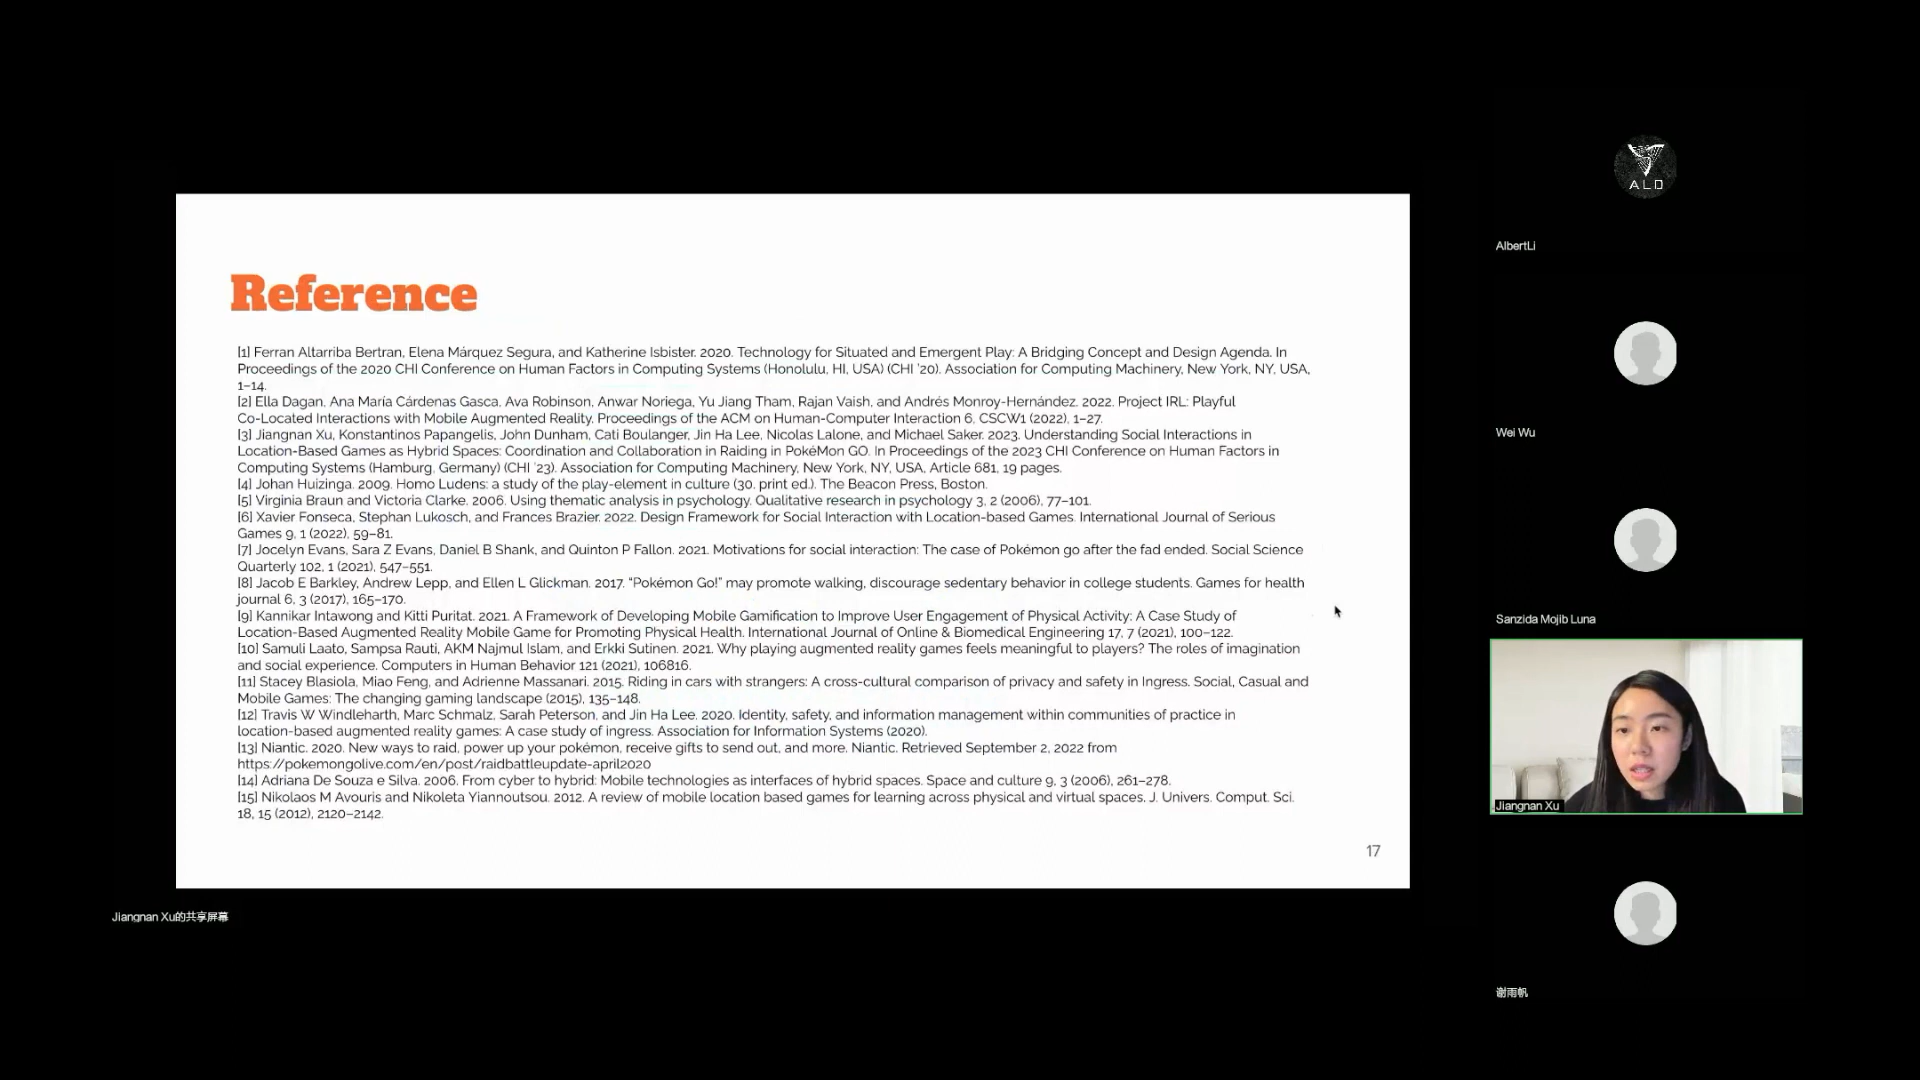 Reference
[1] Ferran Altarriba Bertran, Elena Márquez Segura, and Katherine Isbister. 2020. Technology for Situated and Emergent Play: A Bridging Concept and Design Agenda. In
Proceedings of the 2020 CHI Conference on Human Factors in Computing Systems (Honolulu, HI, USA) (CHI '20). Association for Computing Machinery, New York, NY, USA,
1–14.
[2] Ella Dagan, Ana María Cárdenas Gasca, Ava Robinson, Anwar Noriega, Yu Jiang Tham, Rajan Vaish, and Andrés Monroy-Hernández. 2022. Project IRL: Playful
Co-Located Interactions with Mobile Augmented Reality. Proceedings of the ACM on Human-Computer Interaction 6, CSCW1 (2022), 1–27.
[3] Jiangnan Xu, Konstantinos Papangelis, John Dunham, Cati Boulanger, Jin Ha Lee, Nicolas Lalone, and Michael Saker. 2023. Understanding Social Interactions in
Location-Based Games as Hybrid Spaces: Coordination and Collaboration in Raiding in PokéMon GO. In Proceedings of the 2023 CHI Conference on Human Factors in
Computing Systems (Hamburg, Germany) (CHI '23). Association for Computing Machinery, New York, NY, USA, Article 681, 19 pages.
[4] Johan Huizinga. 2009. Homo Ludens: a study of the play-element in culture (30. print ed.). The Beacon Press, Boston.
[5] Virginia Braun and Victoria Clarke. 2006. Using thematic analysis in psychology. Qualitative research in psychology 3, 2 (2006), 77–101.
[6] Xavier Fonseca, Stephan Lukosch, and Frances Brazier. 2022. Design Framework for Social Interaction with Location-based Games. International Journal of Serious
Games 9, 1 (2022), 59–81.
[7] Jocelyn Evans, Sara Z Evans, Daniel B Shank, and Quinton P Fallon. 2021. Motivations for social interaction: The case of Pokémon go after the fad ended. Social Science
Quarterly 102, 1 (2021), 547–551.
[8] Jacob E Barkley, Andrew Lepp, and Ellen L Glickman. 2017. “Pokémon Go!” may promote walking, discourage sedentary behavior in college students. Games for health
journal 6, 3 (2017), 165–170.
[9] Kannikar Intawong and Kitti Puritat. 2021. A Framework of Developing Mobile Gamification to Improve User Engagement of Physical Activity: A Case Study of
Location-Based Augmented Reality Mobile Game for Promoting Physical Health. International Journal of Online & Biomedical Engineering 17, 7 (2021), 100–122.
[10] Samuli Laato, Sampsa Rauti, AKM Najmul Islam, and Erkki Sutinen. 2021. Why playing augmented reality games feels meaningful to players? The roles of imagination
and social experience. Computers in Human Behavior 121 (2021), 106816.
[11] Stacey Blasiola, Miao Feng, and Adrienne Massanari. 2015. Riding in cars with strangers: A cross-cultural comparison of privacy and safety in Ingress. Social, Casual and
Mobile Games: The changing gaming landscape (2015), 135–148.
[12] Travis W Windleharth, Marc Schmalz, Sarah Peterson, and Jin Ha Lee. 2020. Identity, safety, and information management within communities of practice in
location-based augmented reality games: A case study of ingress. Association for Information Systems (2020).
[13] Niantic. 2020. New ways to raid, power up your pokémon, receive gifts to send out, and more. Niantic. Retrieved September 2, 2022 from
https://pokemongolive.com/en/post/raidbattleupdate-april2020
[14] Adriana De Souza e Silva. 2006. From cyber to hybrid: Mobile technologies as interfaces of hybrid spaces. Space and culture 9, 3 (2006), 261–278.
[15] Nikolaos M Avouris and Nikoleta Yiannoutsou. 2012. A review of mobile location based games for learning across physical and virtual spaces. J. Univers. Comput. Sci.
18, 15 (2012), 2120–2142.
17
Jiangnan Xu的共享屏幕
ALD
AlbertLi
Wei Wu
Sanzida Mojib Luna
Jiangnan Xu
谢雨帆